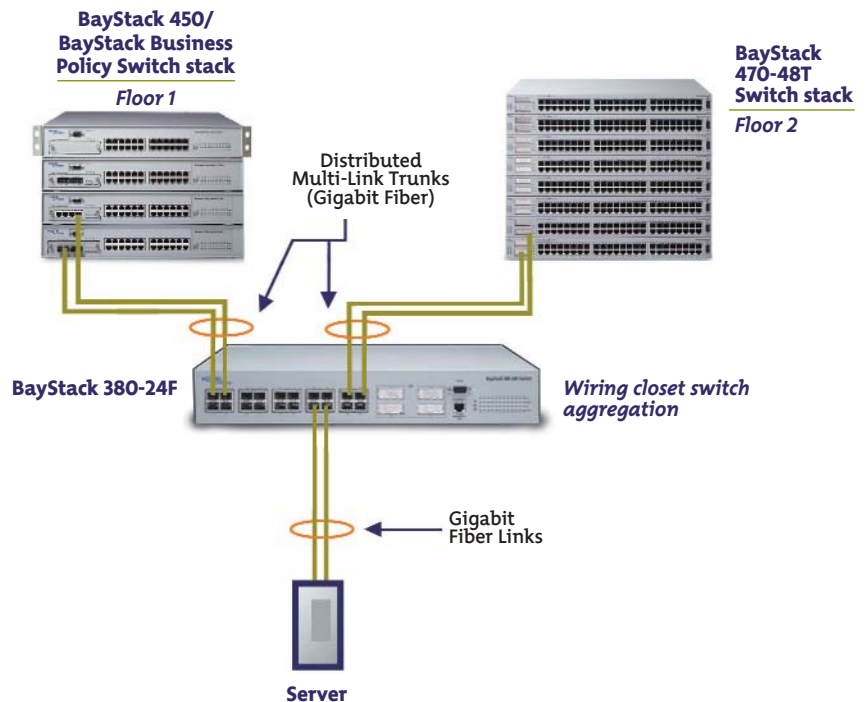 BayStack 450/
BayStack Business
Policy Switch stack
Floor 1
BayStack
470-48T
Switch stack
Floor 2
Distributed
Multi-Link Trunks
(Gigabit Fiber)
BayStack 380-24F
Wiring closet switch
aggregation
Gigabit
Fiber Links
Server